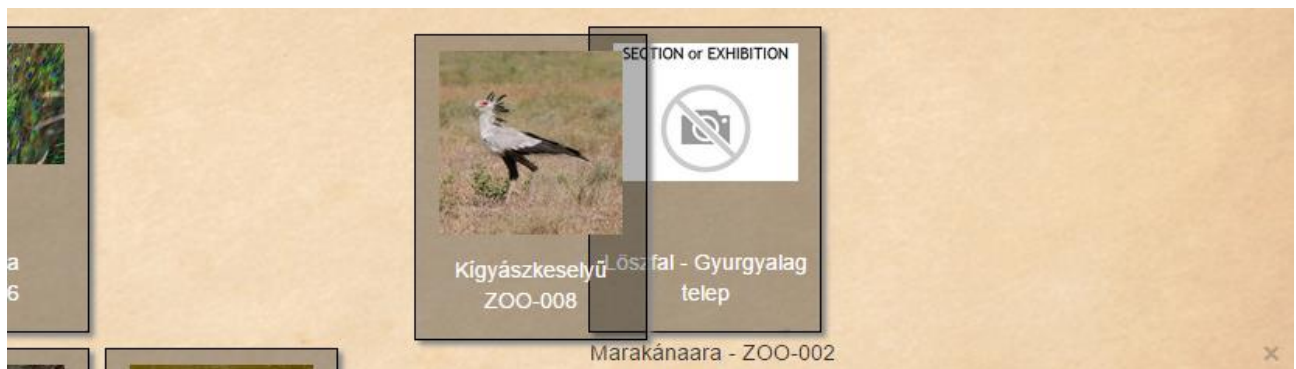 SECTION or EXHIBITION
a
6
Kígyászkeselyű
ZOO-008
Löszfal - Gyurgyalag
telep
Marakánaara - ZOO-002
×